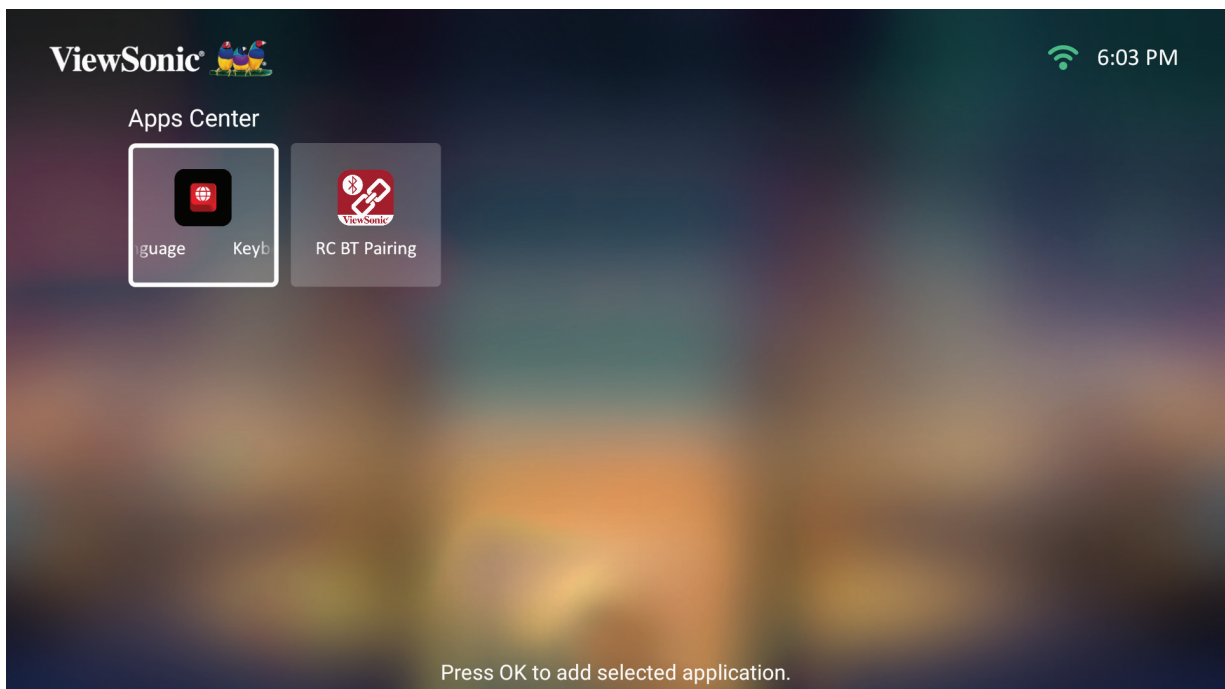 ViewSonic®
6:03 PM
Apps Center
nguage Keyb
RC BT Pairing
ViewSonic
Press OK to add selected application.